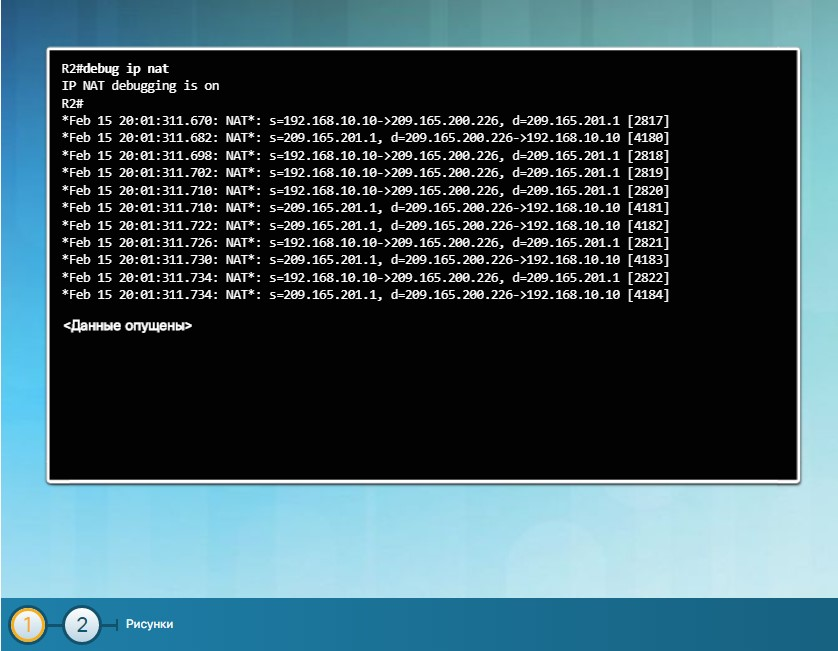 R2#debug ip nat
IP NAT debugging is on
R2#
*Feb 15 20:01:311.670: NAT*: s=192.168.10.10->209.165.200.226, d=209.165.201.1 [2817]
*Feb 15 20:01:311.682: NAT*: s=209.165.201.1, d=209.165.200.226->192.168.10.10 [4180]
*Feb 15 20:01:311.698: NAT*: s=192.168.10.10->209.165.200.226, d=209.165.201.1 [2818]
*Feb 15 20:01:311.702: NAT*: s=192.168.10.10->209.165.200.226, d=209.165.201.1 [2819]
*Feb 15 20:01:311.710: NAT*: s=192.168.10.10->209.165.200.226, d=209.165.201.1 [2820]
*Feb 15 20:01:311.710: NAT*: s=209.165.201.1, d=209.165.200.226->192.168.10.10 [4181]
*Feb 15 20:01:311.722: NAT*: s=209.165.201.1, d=209.165.200.226->192.168.10.10 [4182]
*Feb 15 20:01:311.726: NAT*: s=192.168.10.10->209.165.200.226, d=209.165.201.1 [2821]
*Feb 15 20:01:311.730: NAT*: s=209.165.201.1, d=209.165.200.226->192.168.10.10 [4183]
*Feb 15 20:01:311.734: NAT*: s=192.168.10.10->209.165.200.226, d=209.165.201.1 [2822]
*Feb 15 20:01:311.734: NAT*: s=209.165.201.1, d=209.165.200.226->192.168.10.10 [4184]
<Данные опущены>
1 2 Рисунки